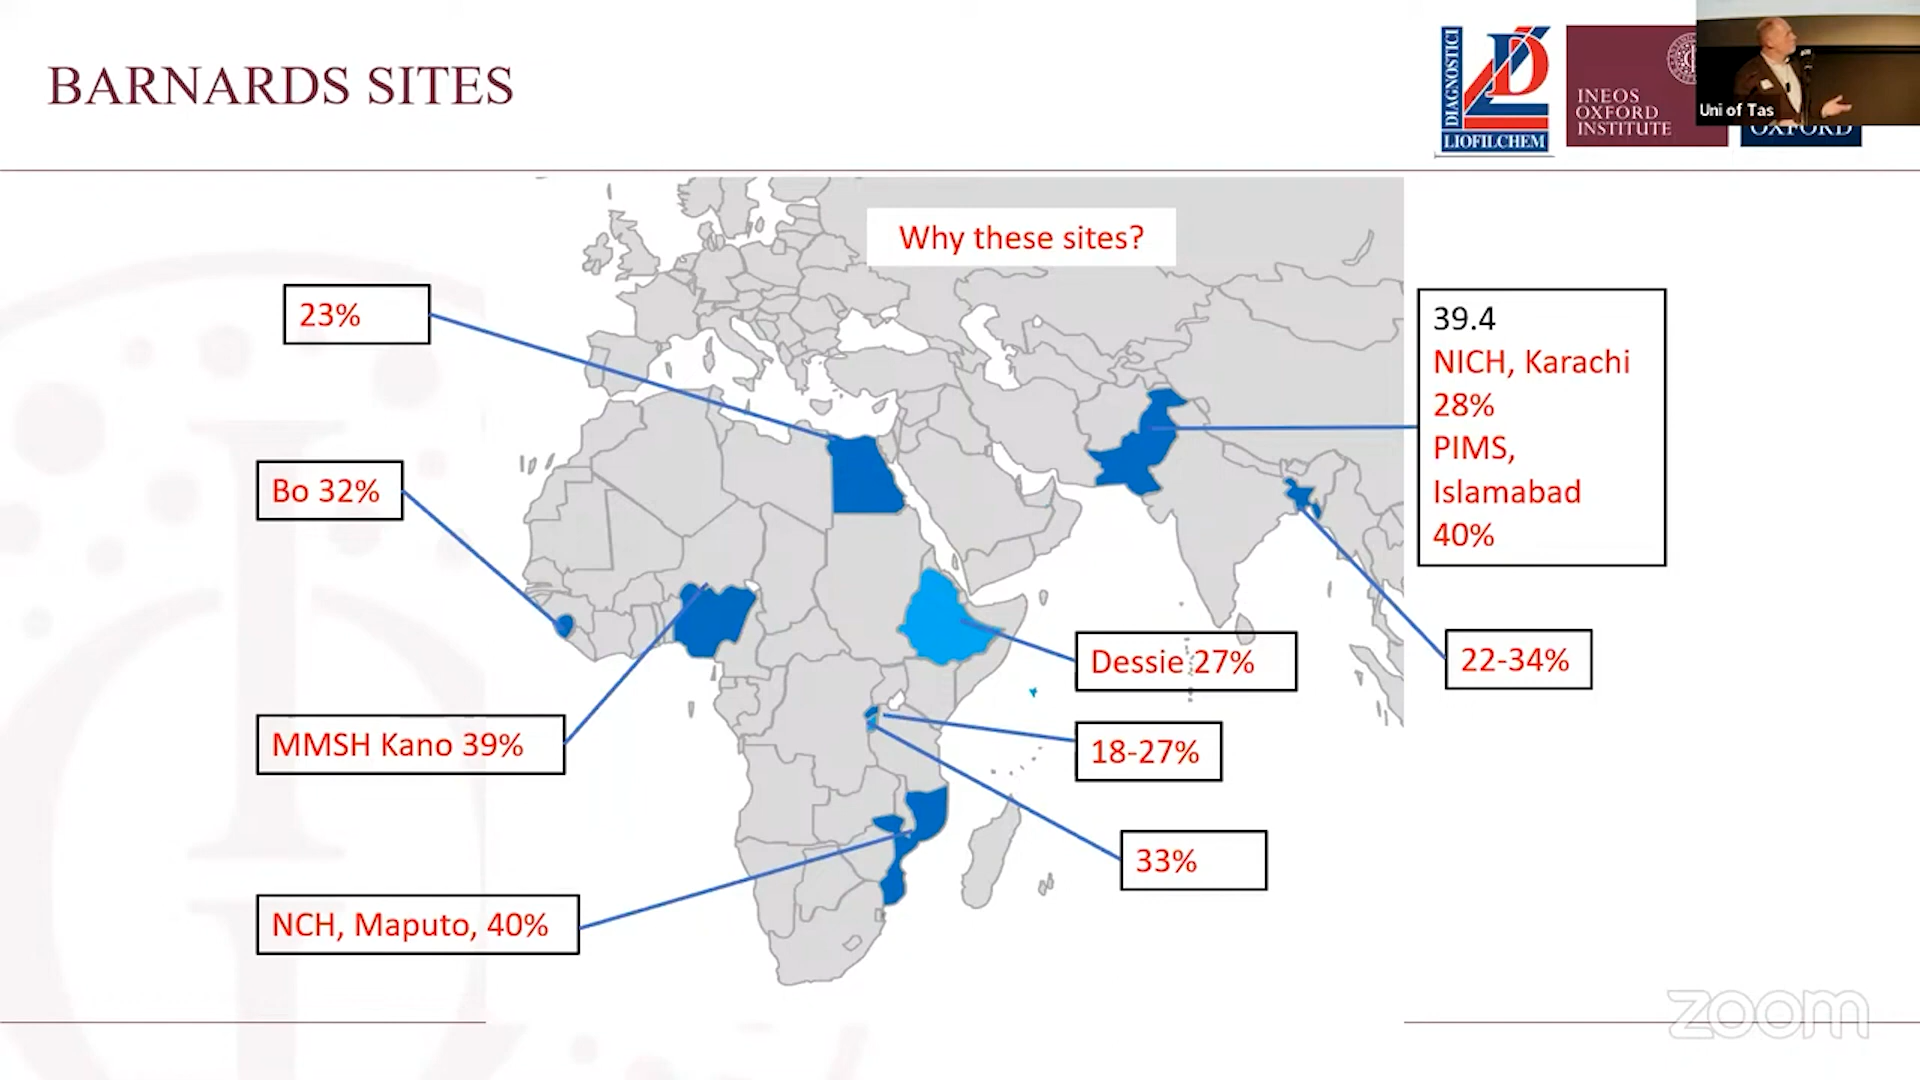 BARNARDS SITES
DIAGNOSTICI
LIOFILCHEM
INEOS
OXFORD
INSTITUTE
OXFORD
Uni of Tas
Why these sites?
23%
39.4
NICH, Karachi
28%
PIMS,
Islamabad
40%
Bo 32%
Dessie 27%
22-34%
MMSH Kano 39%
18-27%
33%
NCH, Maputo, 40%
zoom